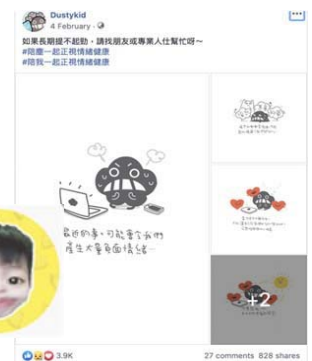 Dustykid
4 February ·
如果長期提不起勁，請找朋友或專業人仕幫忙呀～
#陪塵一起正視情緒健康
#陪我一起正視情緒健康
最近的事，可能會令我們
產生大量負面情緒…
+2
3.9K
27 comments 828 shares